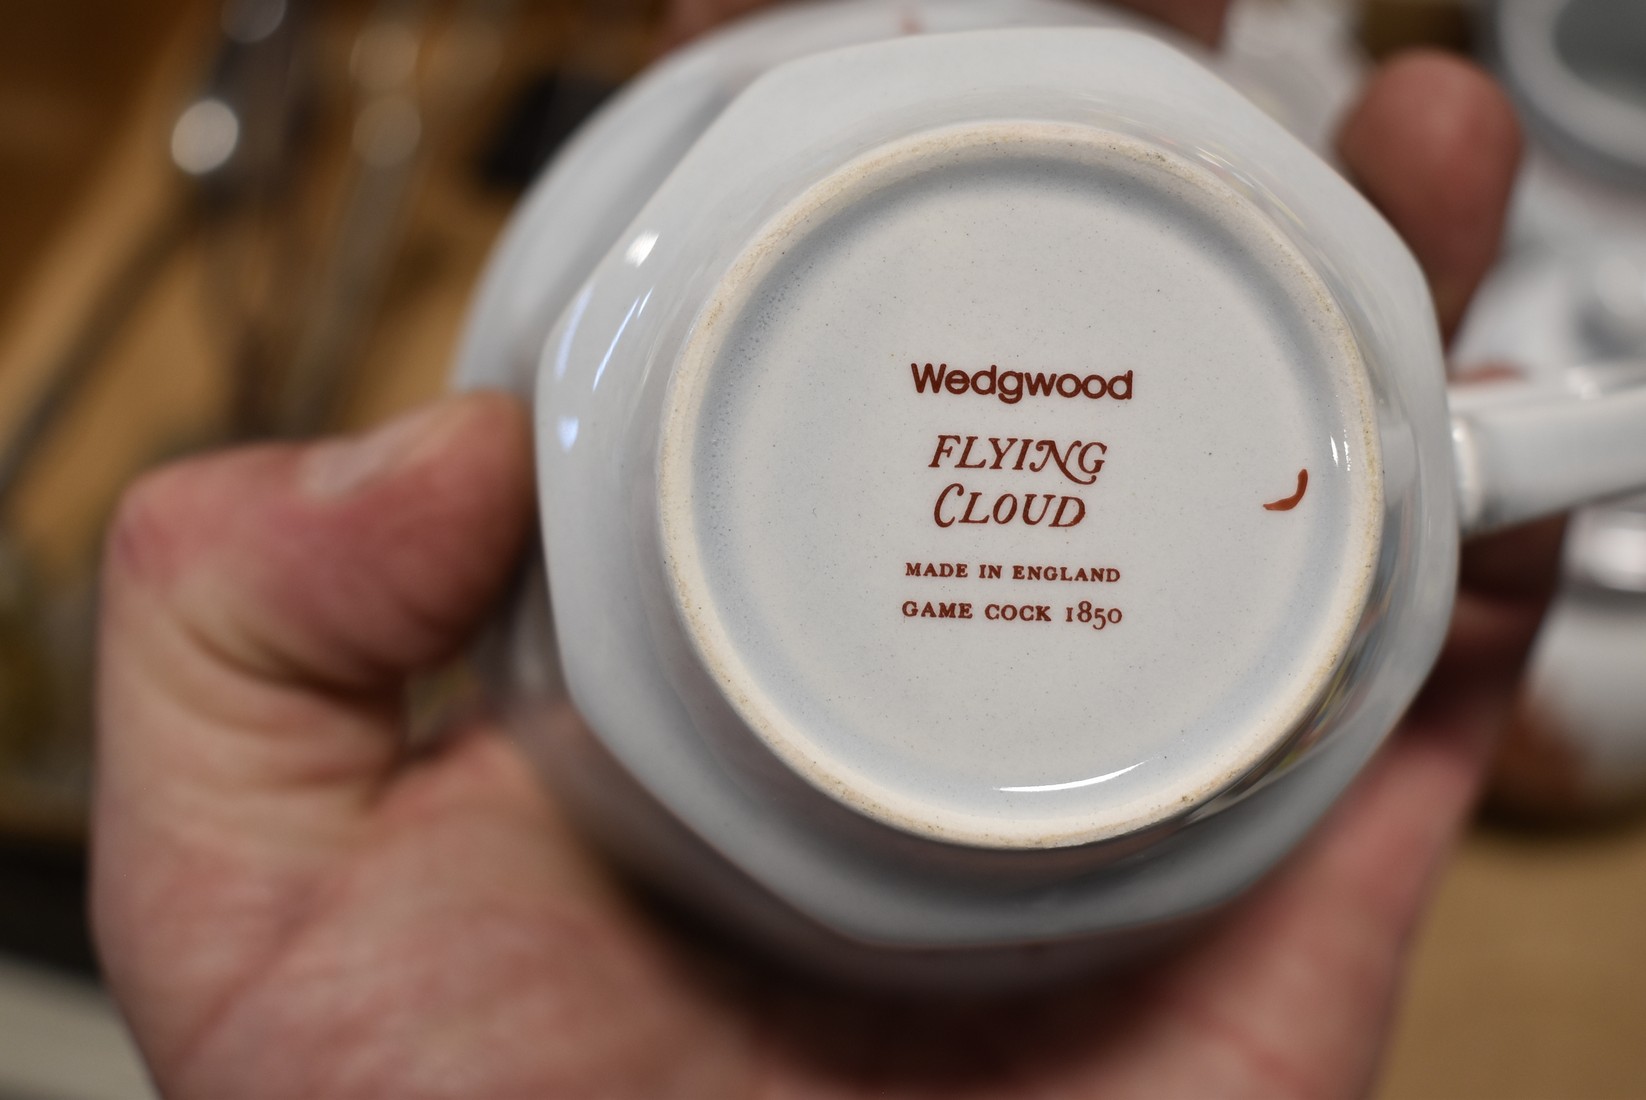 Wedgwood
FLYING
CLOUD
MADE IN ENGLAND
GAME COCK 1850